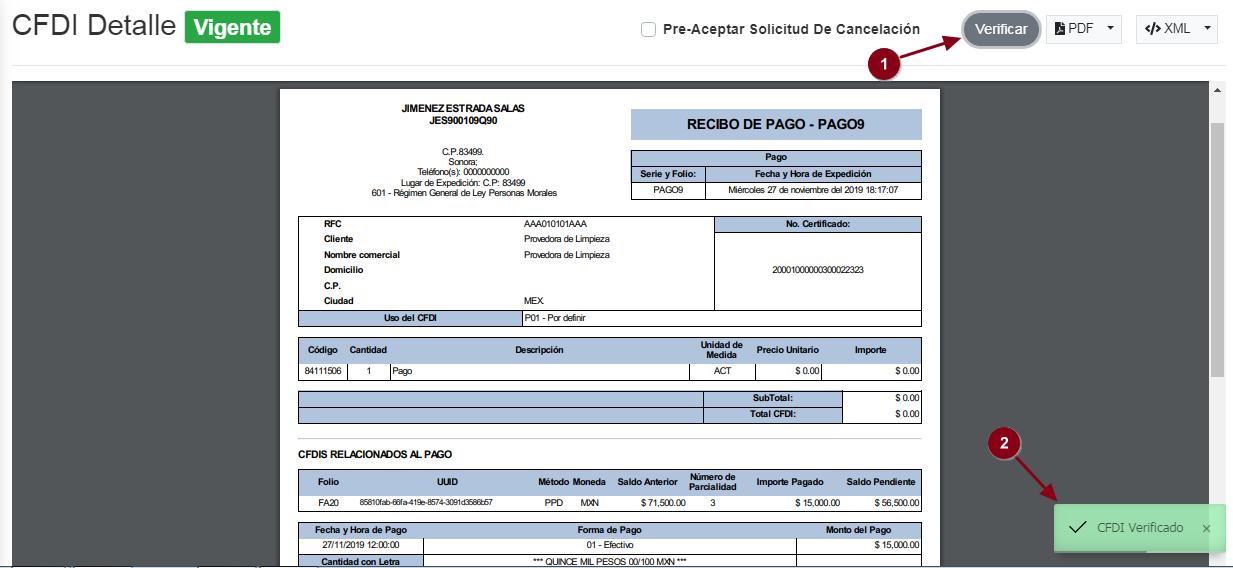 CFDI Detalle Vigente
Pre-Aceptar Solicitud De Cancelación
Verificar
PDF
</> XML
1
JIMENEZ ESTRADA SALAS
JES900109Q90
C.P.83499.
Sonora;
Teléfono(s): 0000000000
Lugar de Expedición: C.P: 83499
601 - Régimen General de Ley Personas Morales
RECIBO DE PAGO - PAGO9
Pago
Serie y Folio: Fecha y Hora de Expedición
PAGO9 Miércoles 27 de noviembre del 2019 18:17:07
RFC AAA010101AAA
Cliente Provedora de Limpieza
Nombre comercial Provedora de Limpieza
Domicilio
C.P.
Ciudad MEX.
No. Certificado:
20001000000300022323
Uso del CFDI P01 - Por definir
Código Cantidad Descripción Unidad de Medida Precio Unitario Importe
84111506 1 Pago ACT $ 0.00 $ 0.00
SubTotal: $ 0.00
Total CFDI: $ 0.00
CFDIS RELACIONADOS AL PAGO
Folio UUID Método Moneda Saldo Anterior Número de Parcialidad Importe Pagado Saldo Pendiente
FA20 85810fab-66fa-419e-8574-3091d3586b57 PPD MXN $ 71,500.00 3 $ 15,000.00 $ 56,500.00
Fecha y Hora de Pago Forma de Pago Monto del Pago
27/11/2019 12:00:00 01 - Efectivo $ 15,000.00
Cantidad con Letra *** QUINCE MIL PESOS 00/100 MXN ***
2
CFDI Verificado ×